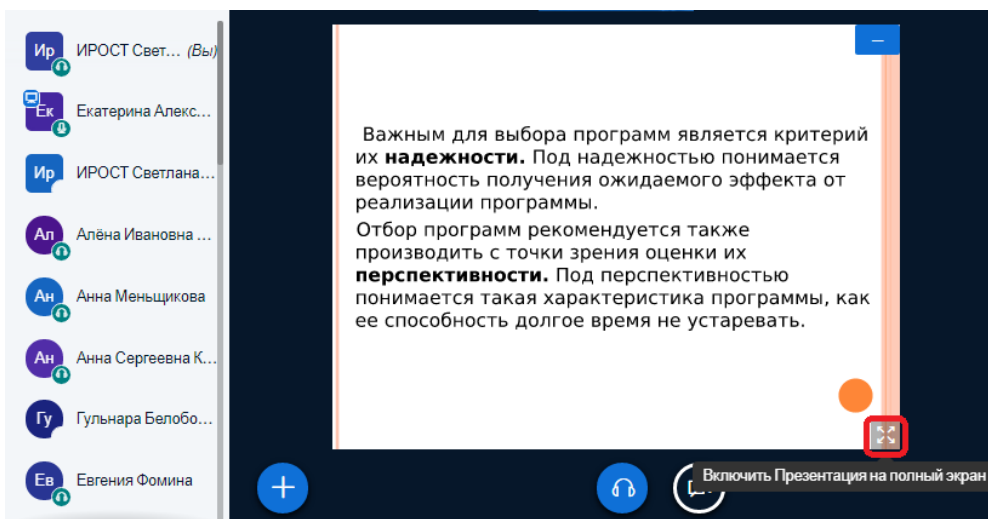 Ир ИРОСТ Свет... (Вы)
Ек Екатерина Алекс...
Ир ИРОСТ Светлана...
Ал Алёна Ивановна ...
Ан Анна Меньщикова
Ан Анна Сергеевна К...
Гу Гульнара Белобо...
Ев Евгения Фомина
Важным для выбора программ является критерий
их надежности. Под надежностью понимается
вероятность получения ожидаемого эффекта от
реализации программы.
Отбор программ рекомендуется также
производить с точки зрения оценки их
перспективности. Под перспективностью
понимается такая характеристика программы, как
ее способность долгое время не устаревать.
Включить Презентация на полный экран